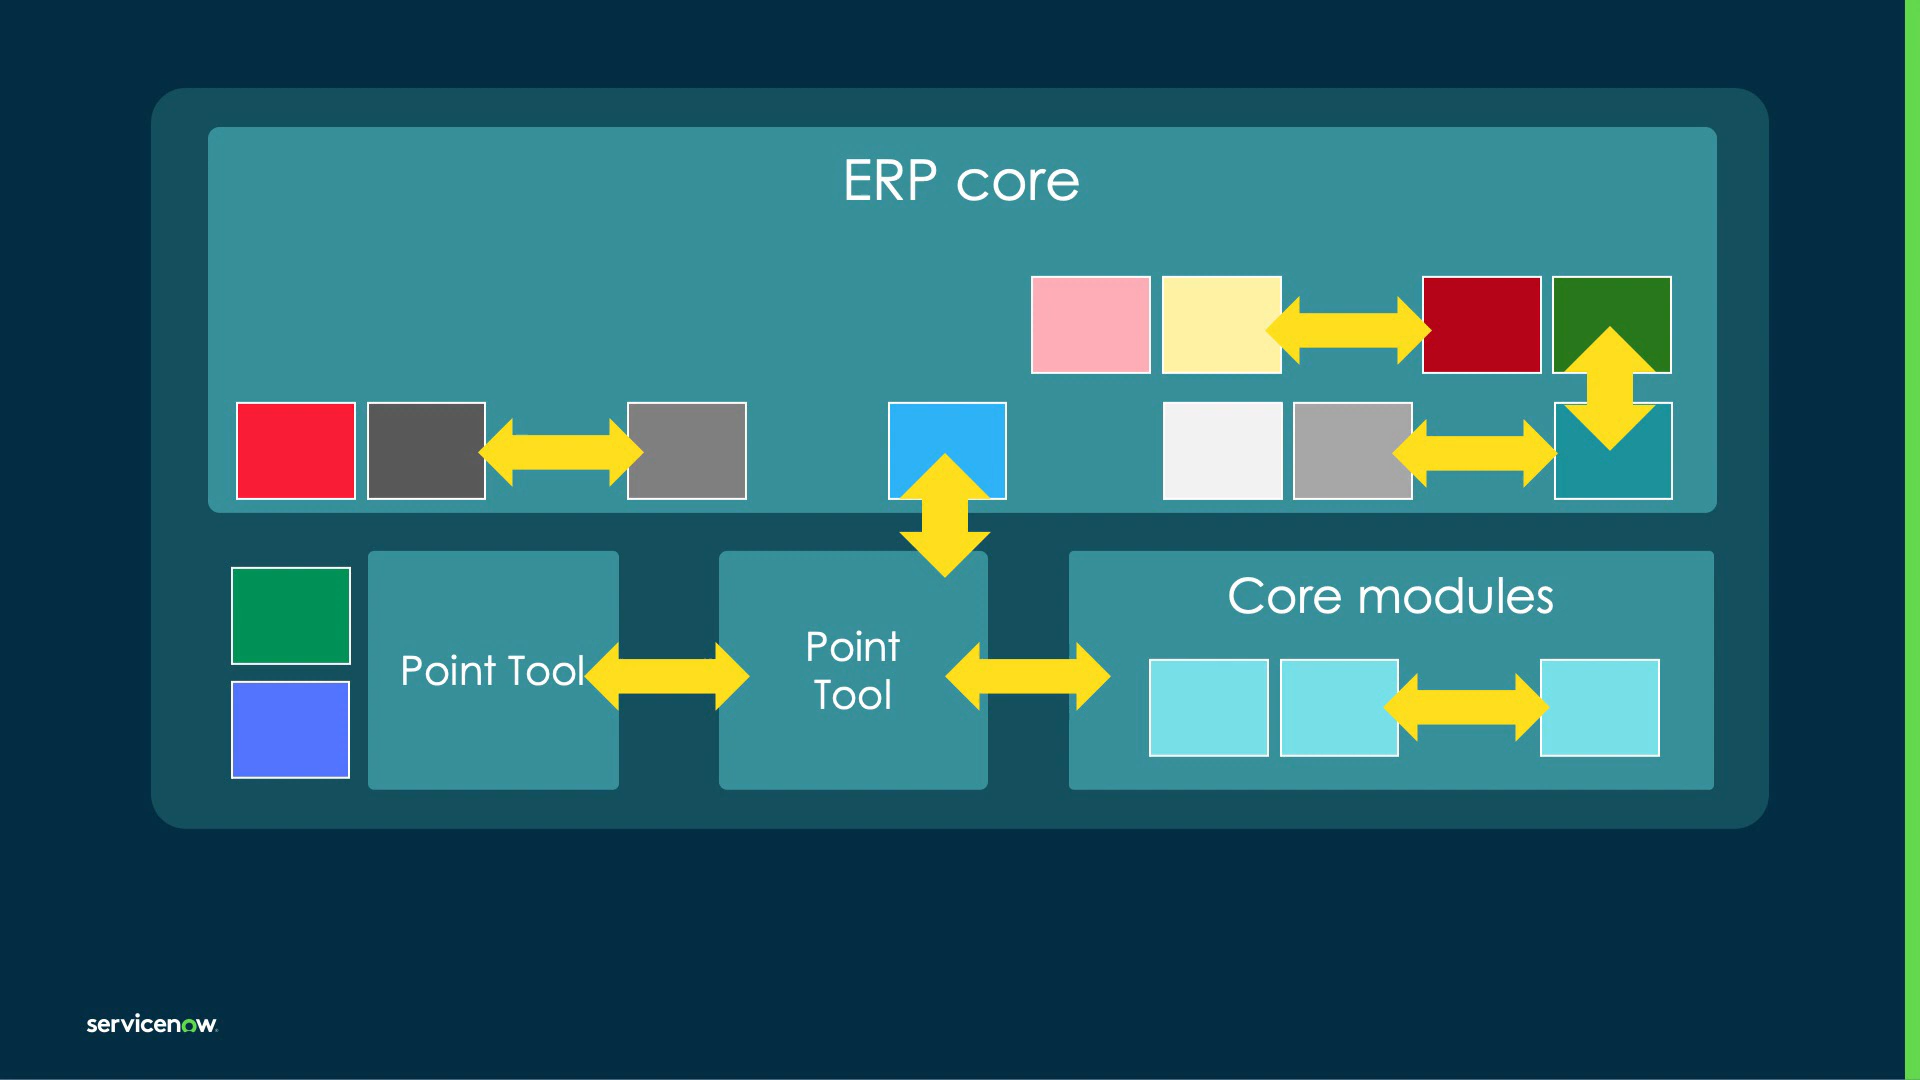 ERP core
Point Tool
Point
Tool
Core modules
servicenow